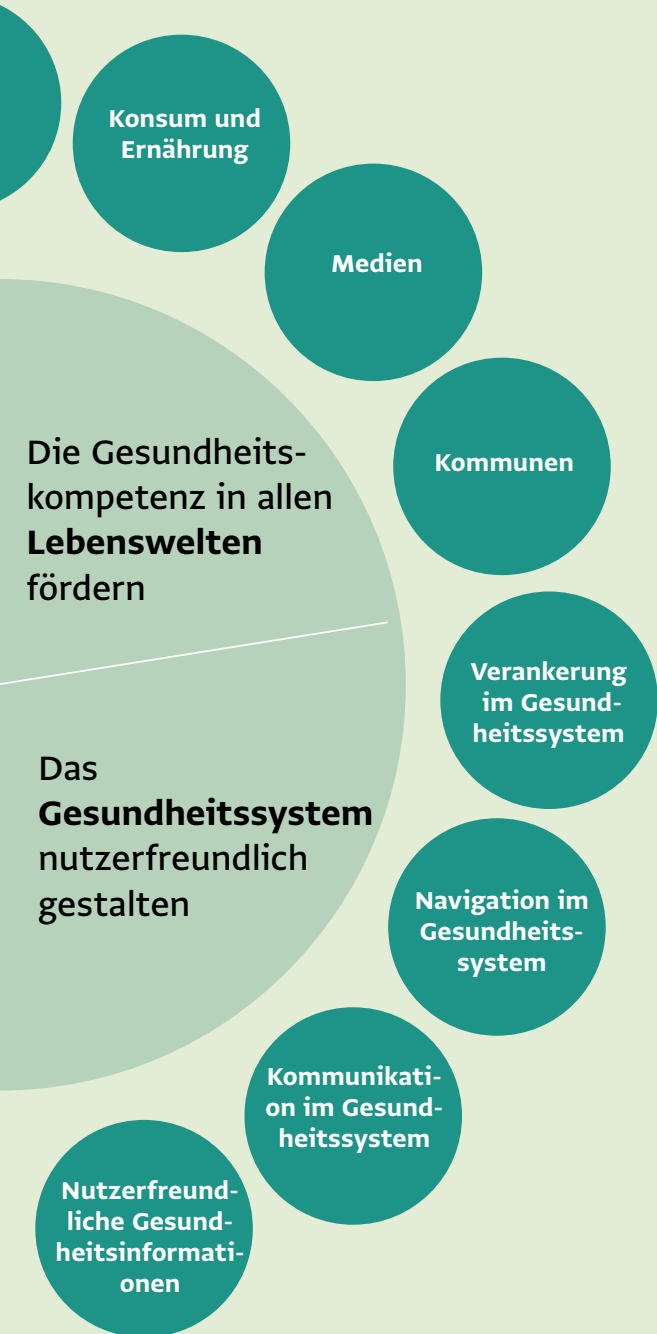 Konsum und
Ernährung
Medien
Kommunen
Die Gesundheits-
kompetenz in allen
Lebenswelten
fördern
Verankerung
im Gesund-
heitssystem
Das
Gesundheitssystem
nutzerfreundlich
gestalten
Navigation im
Gesundheits-
system
Kommunikati-
on im Gesund-
heitssystem
Nutzerfreund-
liche Gesund-
heitsinformati-
onen